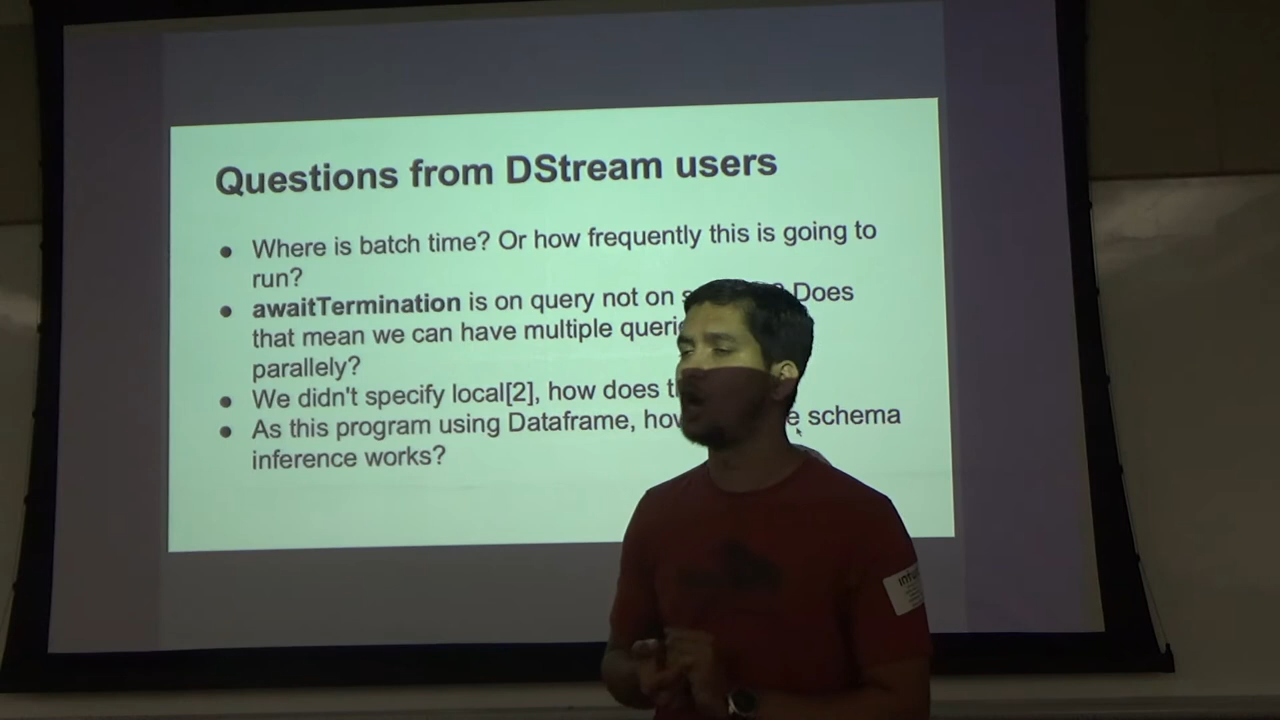 Questions from DStream users
● Where is batch time? Or how frequently this is going to
run?
● awaitTermination is on query not on Does
that mean we can have multiple
parallely?
● We didn't specify local[2], how does
● As this program using Dataframe, schema
inference works?